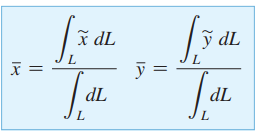 x̄ = ∫_L x̃ dL / ∫_L dL   ȳ = ∫_L ỹ dL / ∫_L dL